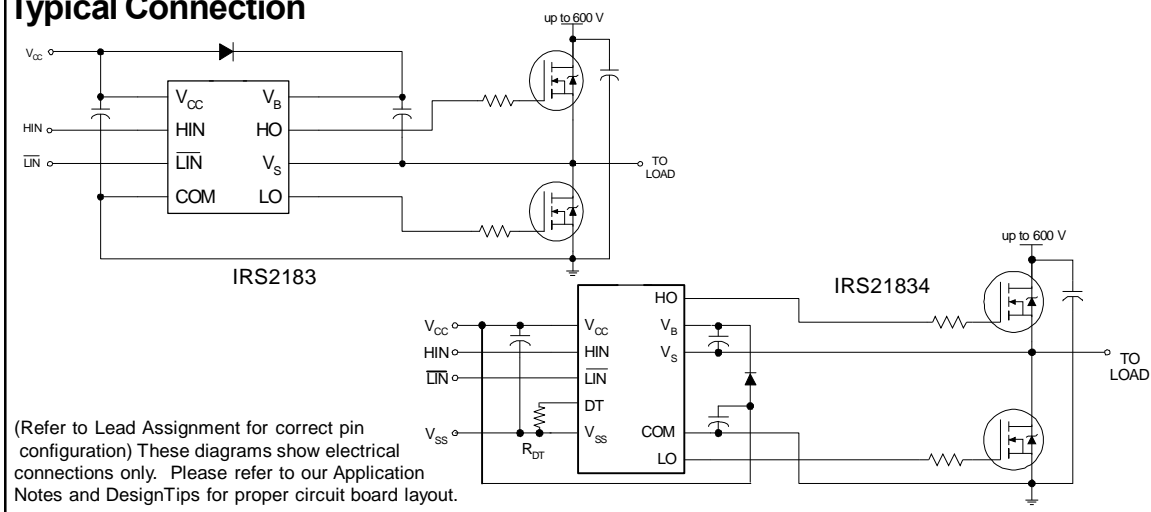 Typical Connection
up to 600 V
VCC
VCC
VB
HIN
HIN
HO
LIN
LIN
VS
TO
LOAD
COM
LO
IRS2183
up to 600 V
IRS21834
HO
VCC
VCC
VB
HIN
HIN
VS
LIN
LIN
TO
LOAD
DT
VSS
RDT
VSS
COM
LO
(Refer to Lead Assignment for correct pin
configuration) These diagrams show electrical
connections only. Please refer to our Application
Notes and DesignTips for proper circuit board layout.